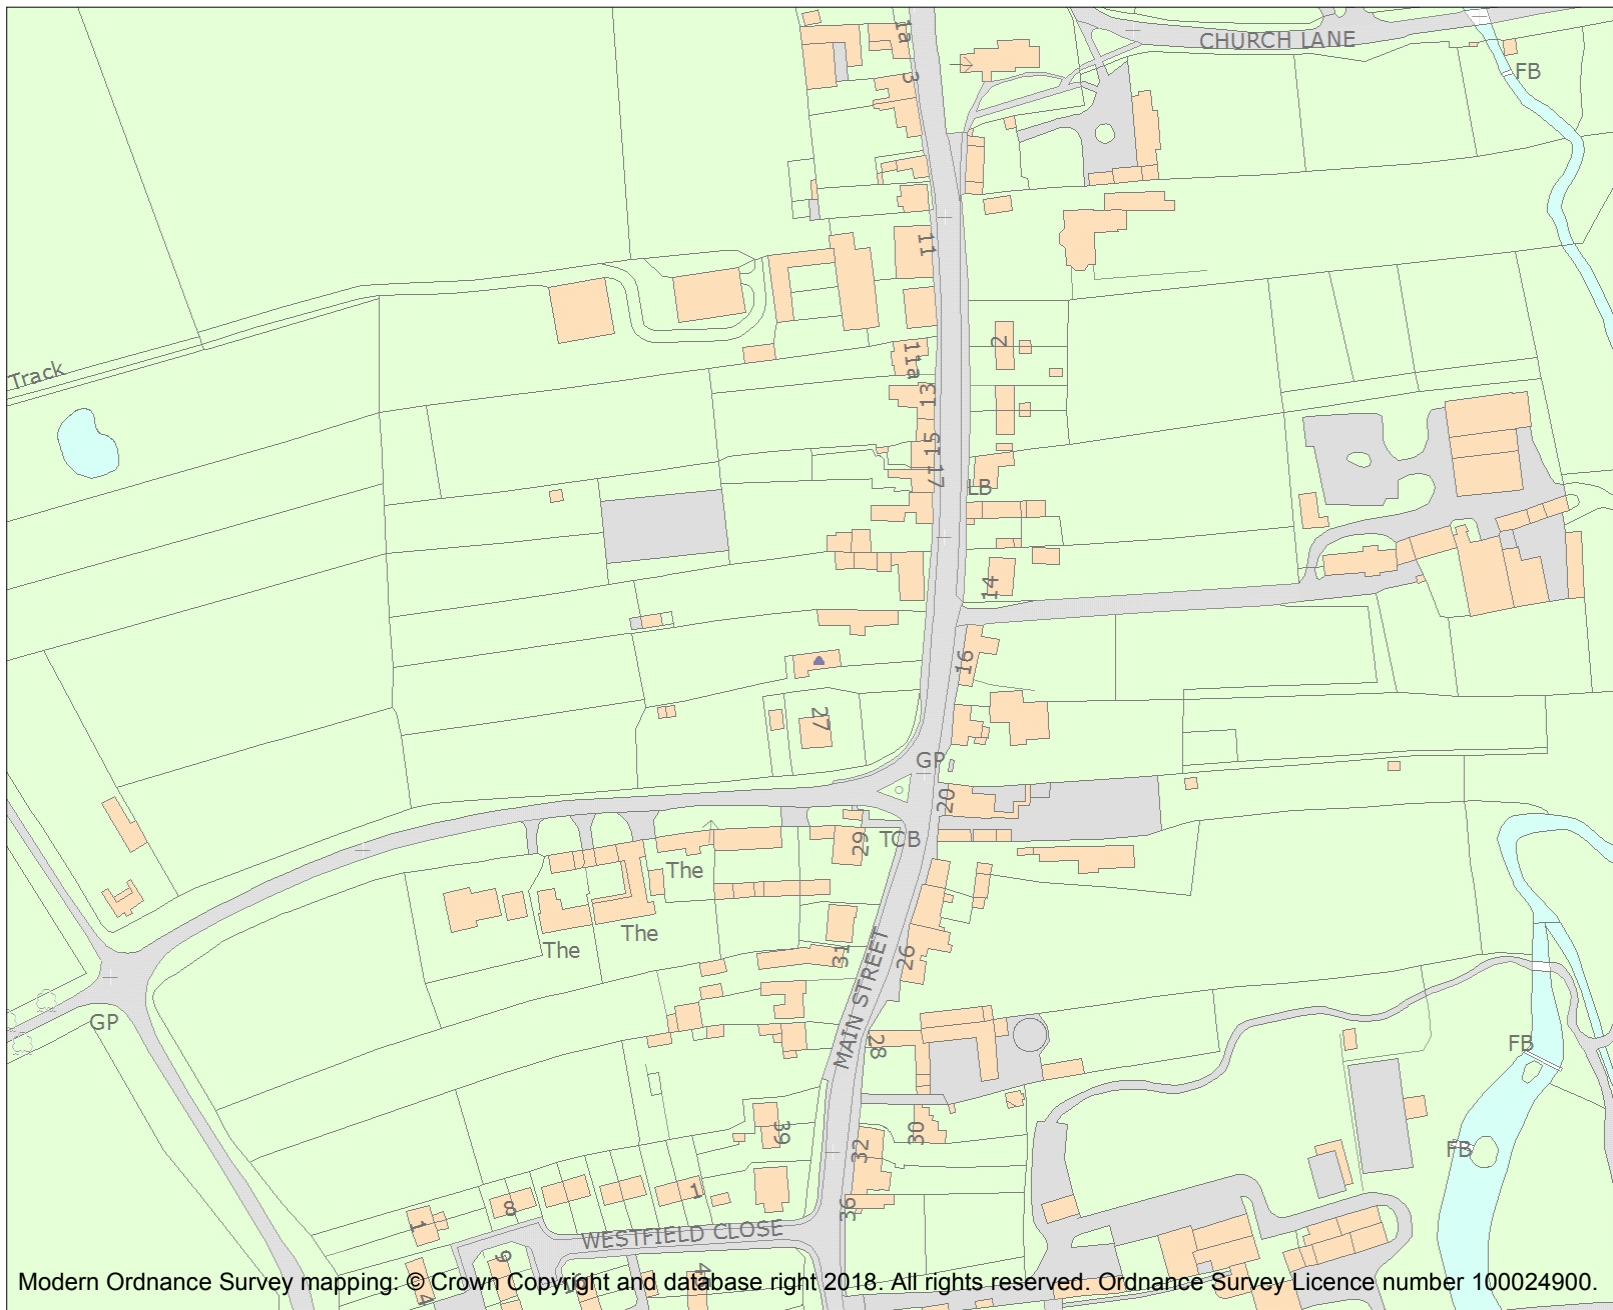 1a
CHURCH LANE
3
FB
11
2
Track
11a
13
15
17
LB
14
16
27
GP
20
29
TCB
The
The
The
31
26
MAIN STREET
GP
28
FB
39
30
32
FB
1
8
1
36
WESTFIELD CLOSE
9
4
4
Modern Ordnance Survey mapping: © Crown Copyright and database right 2018. All rights reserved. Ordnance Survey Licence number 100024900.